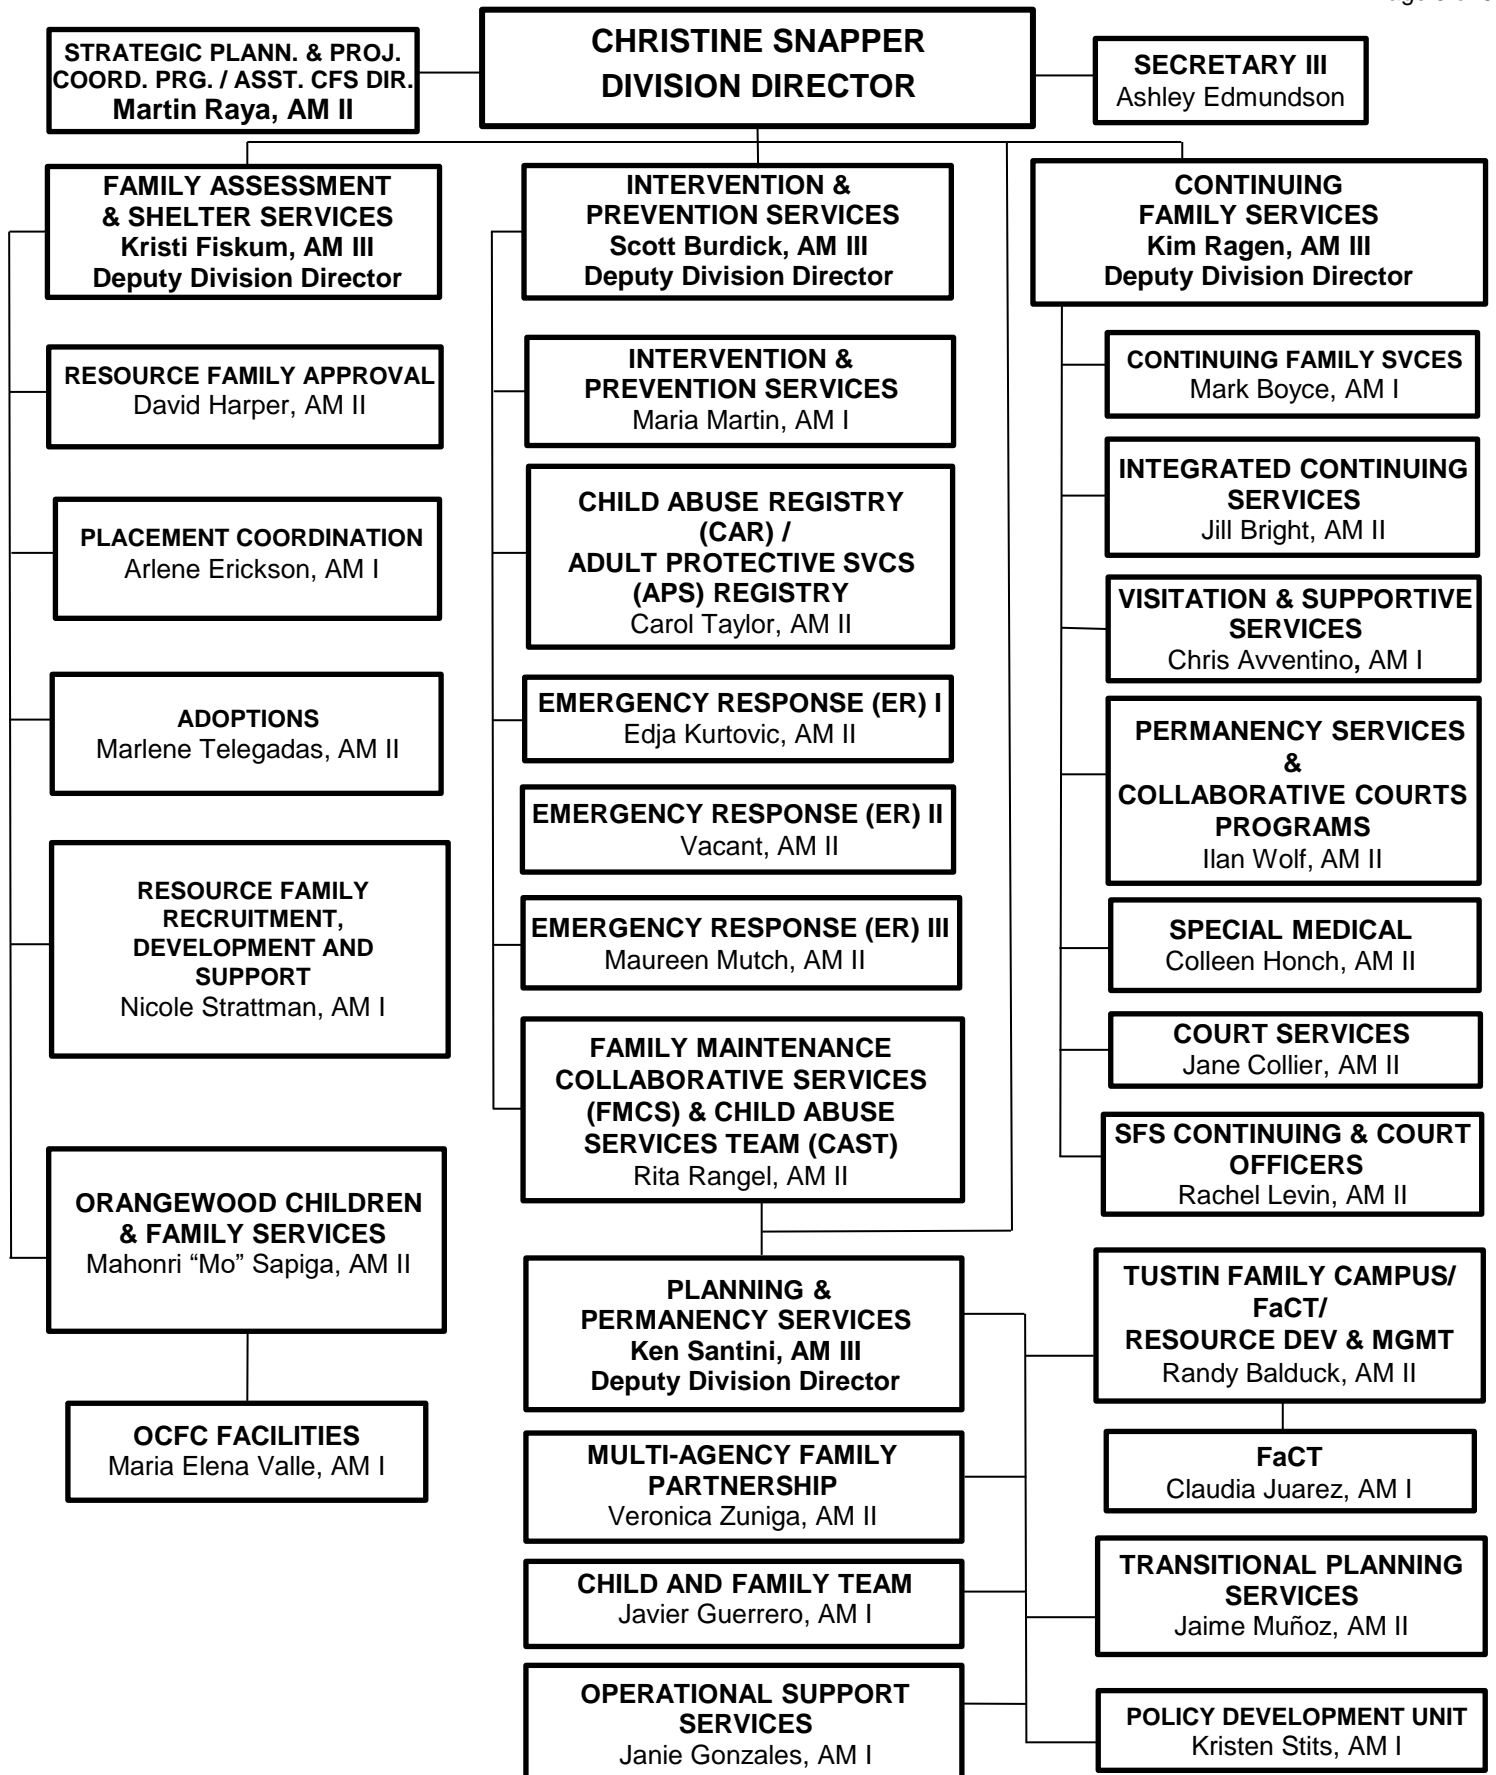 STRATEGIC PLANN. & PROJ.
COORD. PRG. / ASST. CFS DIR.
Martin Raya, AM II
CHRISTINE SNAPPER
DIVISION DIRECTOR
SECRETARY III
Ashley Edmundson
FAMILY ASSESSMENT
& SHELTER SERVICES
Kristi Fiskum, AM III
Deputy Division Director
RESOURCE FAMILY APPROVAL
David Harper, AM II
PLACEMENT COORDINATION
Arlene Erickson, AM I
ADOPTIONS
Marlene Telegadas, AM II
RESOURCE FAMILY
RECRUITMENT,
DEVELOPMENT AND
SUPPORT
Nicole Strattman, AM I
ORANGEWOOD CHILDREN
& FAMILY SERVICES
Mahonri “Mo” Sapiga, AM II
OCFC FACILITIES
Maria Elena Valle, AM I
INTERVENTION &
PREVENTION SERVICES
Scott Burdick, AM III
Deputy Division Director
INTERVENTION &
PREVENTION SERVICES
Maria Martin, AM I
CHILD ABUSE REGISTRY
(CAR) /
ADULT PROTECTIVE SVCS
(APS) REGISTRY
Carol Taylor, AM II
EMERGENCY RESPONSE (ER) I
Edja Kurtovic, AM II
EMERGENCY RESPONSE (ER) II
Vacant, AM II
EMERGENCY RESPONSE (ER) III
Maureen Mutch, AM II
FAMILY MAINTENANCE
COLLABORATIVE SERVICES
(FMCS) & CHILD ABUSE
SERVICES TEAM (CAST)
Rita Rangel, AM II
CONTINUING
FAMILY SERVICES
Kim Ragen, AM III
Deputy Division Director
CONTINUING FAMILY SVCES
Mark Boyce, AM I
INTEGRATED CONTINUING
SERVICES
Jill Bright, AM II
VISITATION & SUPPORTIVE
SERVICES
Chris Avventino, AM I
PERMANENCY SERVICES
&
COLLABORATIVE COURTS
PROGRAMS
Ilan Wolf, AM II
SPECIAL MEDICAL
Colleen Honch, AM II
COURT SERVICES
Jane Collier, AM II
SFS CONTINUING & COURT
OFFICERS
Rachel Levin, AM II
PLANNING &
PERMANENCY SERVICES
Ken Santini, AM III
Deputy Division Director
MULTI-AGENCY FAMILY
PARTNERSHIP
Veronica Zuniga, AM II
CHILD AND FAMILY TEAM
Javier Guerrero, AM I
OPERATIONAL SUPPORT
SERVICES
Janie Gonzales, AM I
TUSTIN FAMILY CAMPUS/
FaCT/
RESOURCE DEV & MGMT
Randy Balduck, AM II
FaCT
Claudia Juarez, AM I
TRANSITIONAL PLANNING
SERVICES
Jaime Muñoz, AM II
POLICY DEVELOPMENT UNIT
Kristen Stits, AM I